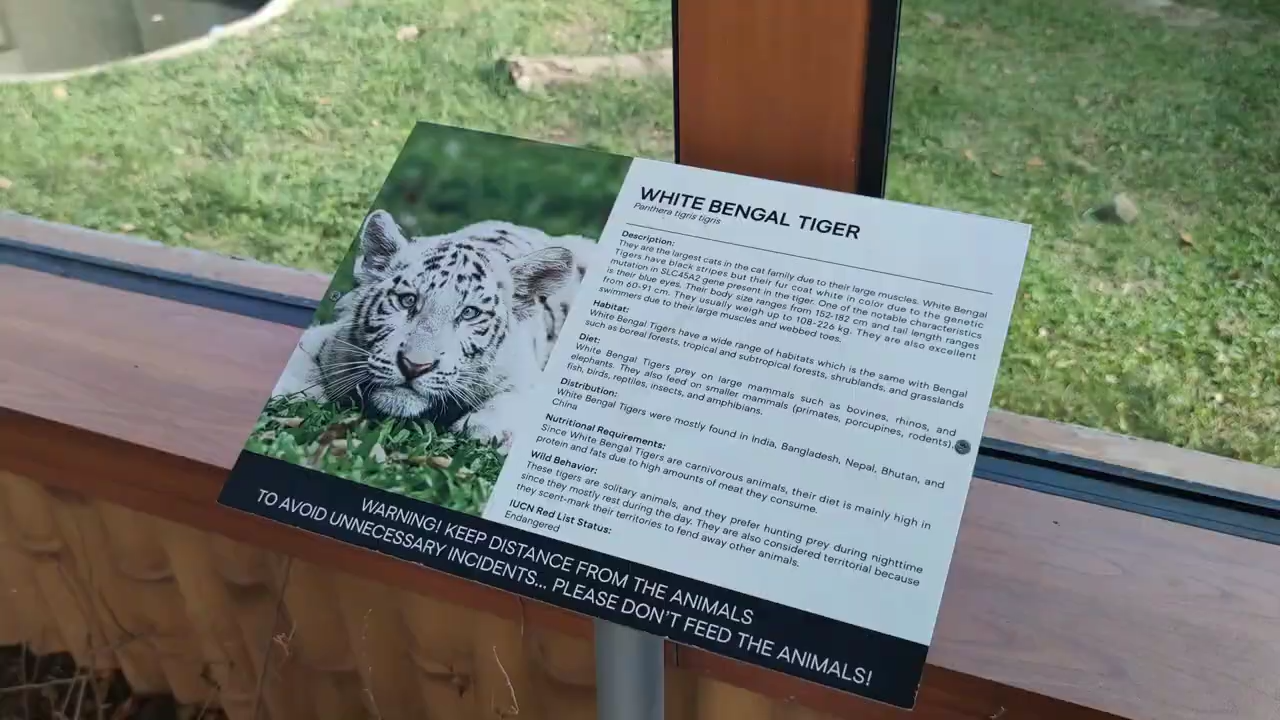 WHITE BENGAL TIGER
Panthera tigris tigris
Description:
They are the largest cats in the cat family due to their large muscles. White Bengal
Tigers have black stripes but their fur coat white in color due to the genetic
mutation in SLC45A2 gene present in the tiger. One of the notable characteristics
is their blue eyes. Their body size ranges from 152-182 cm and tail length ranges
from 60-91 cm. They usually weigh up to 108-226 kg. They are also excellent
swimmers due to their large muscles and webbed toes.
Habitat:
White Bengal Tigers have a wide range of habitats which is the same with Bengal
such as boreal forests, tropical and subtropical forests, shrublands, and grasslands
Diet:
White Bengal Tigers prey on large mammals such as bovines, rhinos, and
elephants. They also feed on smaller mammals (primates, porcupines, rodents),
fish, birds, reptiles, insects, and amphibians.
Distribution:
White Bengal Tigers were mostly found in India, Bangladesh, Nepal, Bhutan, and
China
Nutritional Requirements:
Since White Bengal Tigers are carnivorous animals, their diet is mainly high in
protein and fats due to high amounts of meat they consume.
Wild Behavior:
These tigers are solitary animals, and they prefer hunting prey during nighttime
since they mostly rest during the day. They are also considered territorial because
they scent-mark their territories to fend away other animals.
IUCN Red List Status:
Endangered
WARNING! KEEP DISTANCE FROM THE ANIMALS
TO AVOID UNNECESSARY INCIDENTS... PLEASE DON'T FEED THE ANIMALS!